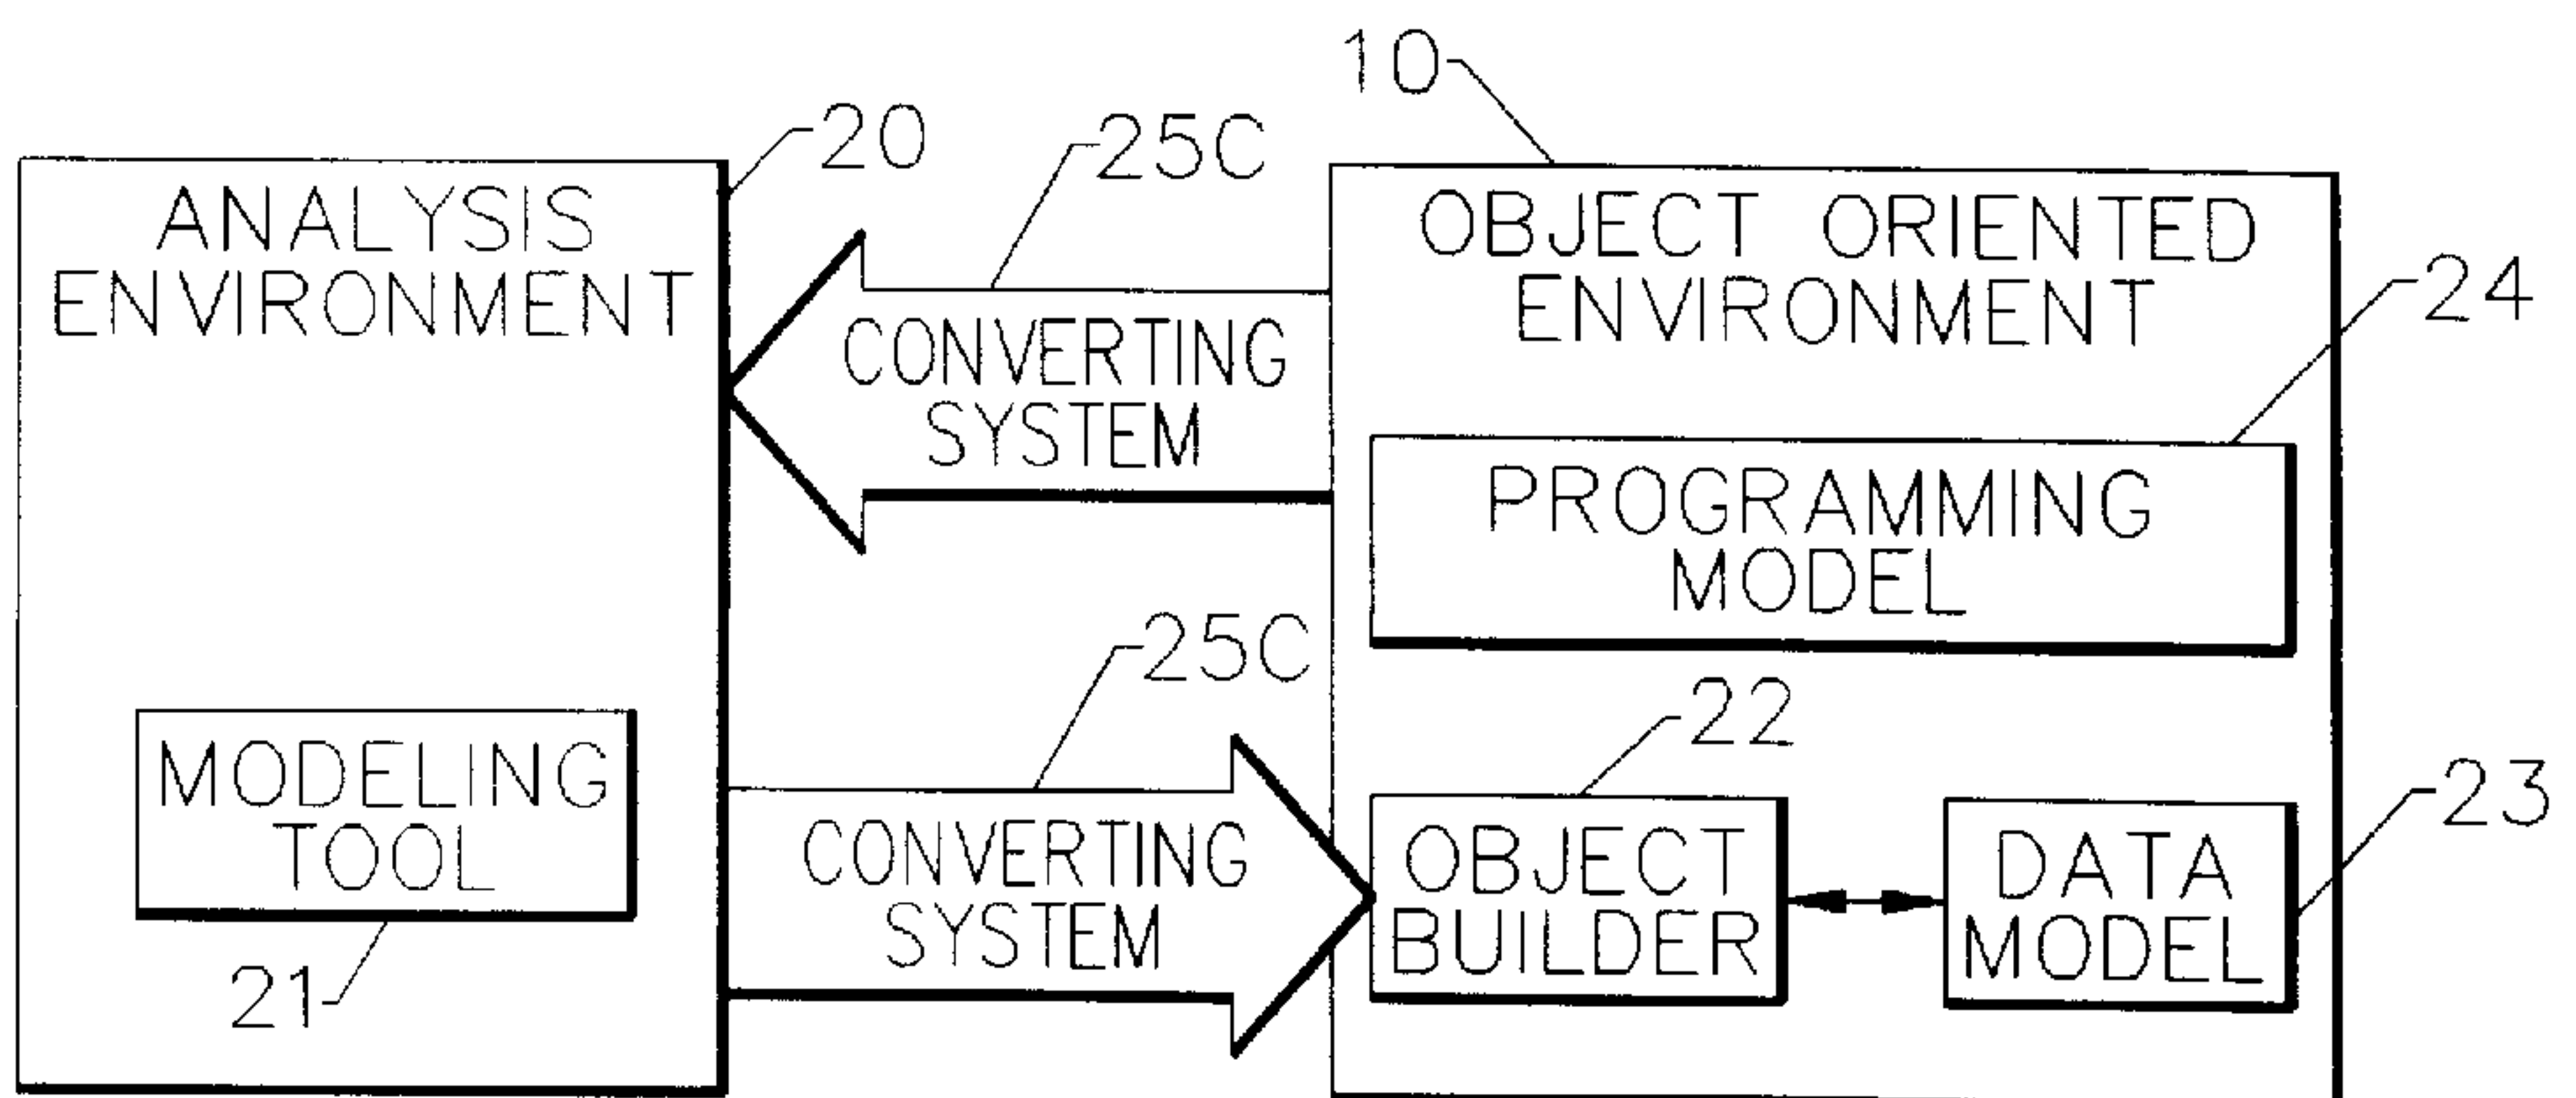 10
20
25C
ANALYSIS
ENVIRONMENT
OBJECT ORIENTED
ENVIRONMENT
24
CONVERTING
SYSTEM
PROGRAMMING
MODEL
25C
22
MODELING
TOOL
23
CONVERTING
SYSTEM
OBJECT
BUILDER
DATA
MODEL
21